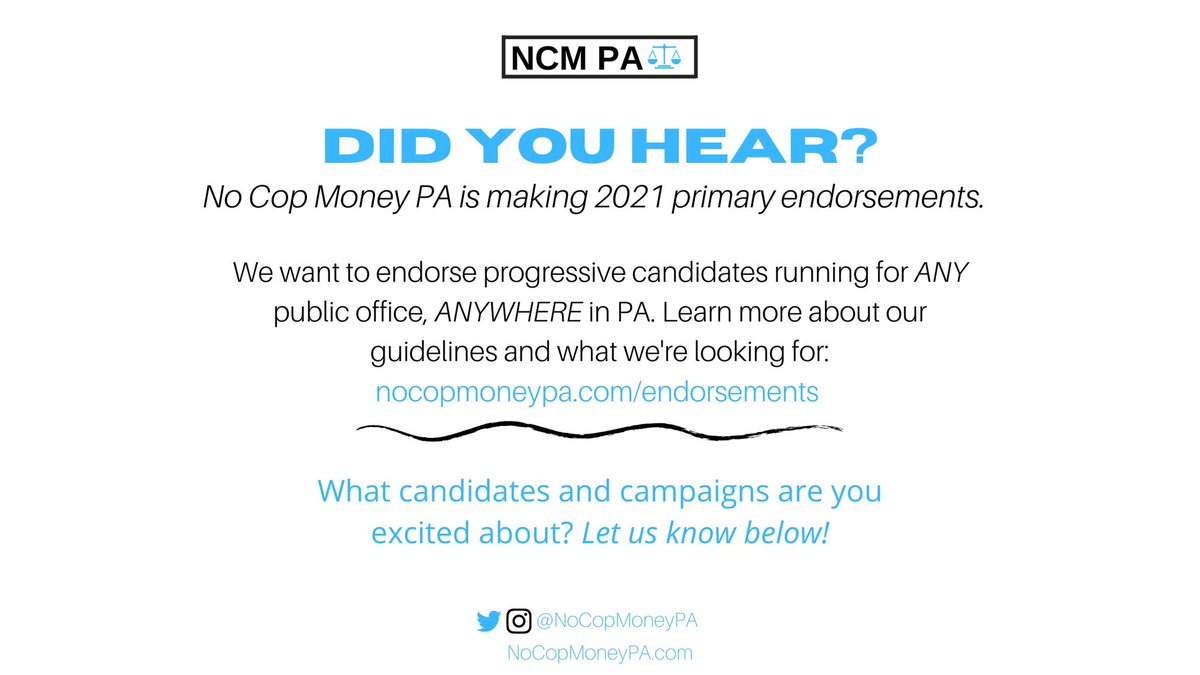 NCM PA
DID YOU HEAR?
No Cop Money PA is making 2021 primary endorsements.
We want to endorse progressive candidates running for ANY
public office, ANYWHERE in PA. Learn more about our
guidelines and what we're looking for:
nocopmoneypa.com/endorsements
What candidates and campaigns are you
excited about? Let us know below!
@NoCopMoneyPA
NoCopMoneyPA.com